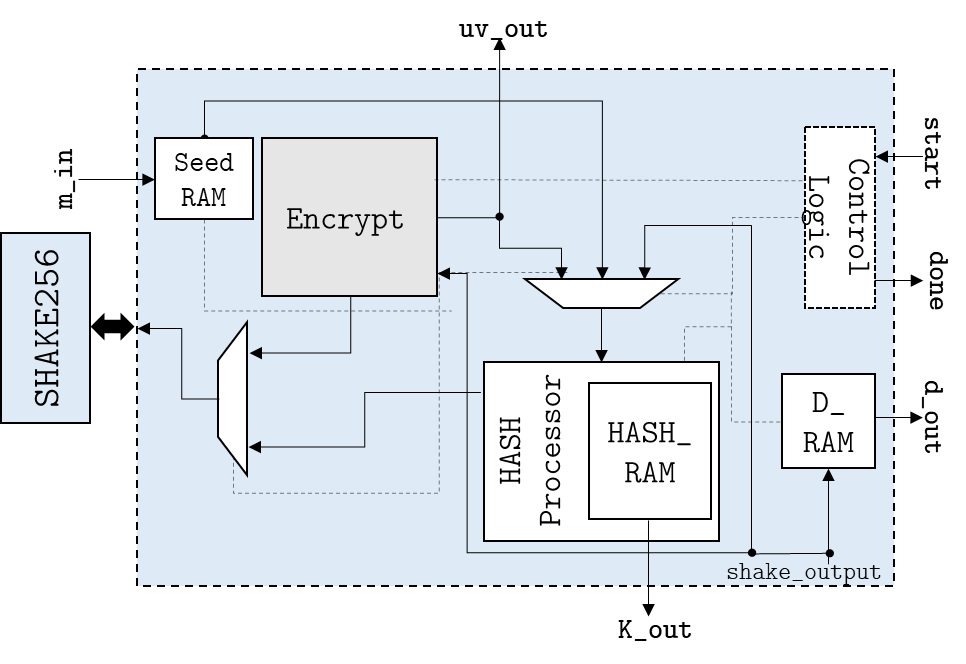 uv_out
start
m_in
Seed
RAM
Control
Logic
Encrypt
SHAKE256
done
HASH
Processor
HASH_
RAM
D_
RAM
d_out
shake_output
K_out